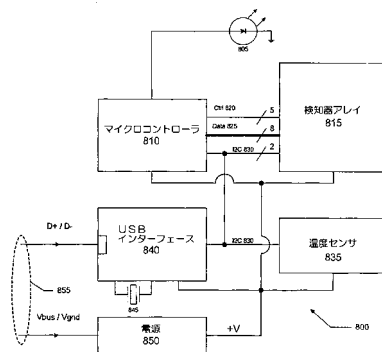 805
Ctrl 820
5
マイクロコントローラ
810
Data 825
8
I2C 830
2
検知器アレイ
815
D+ / D-
USB
インターフェース
840
I2C 830
温度センサ
835
845
855
Vbus / Vgnd
電源
850
+V
800